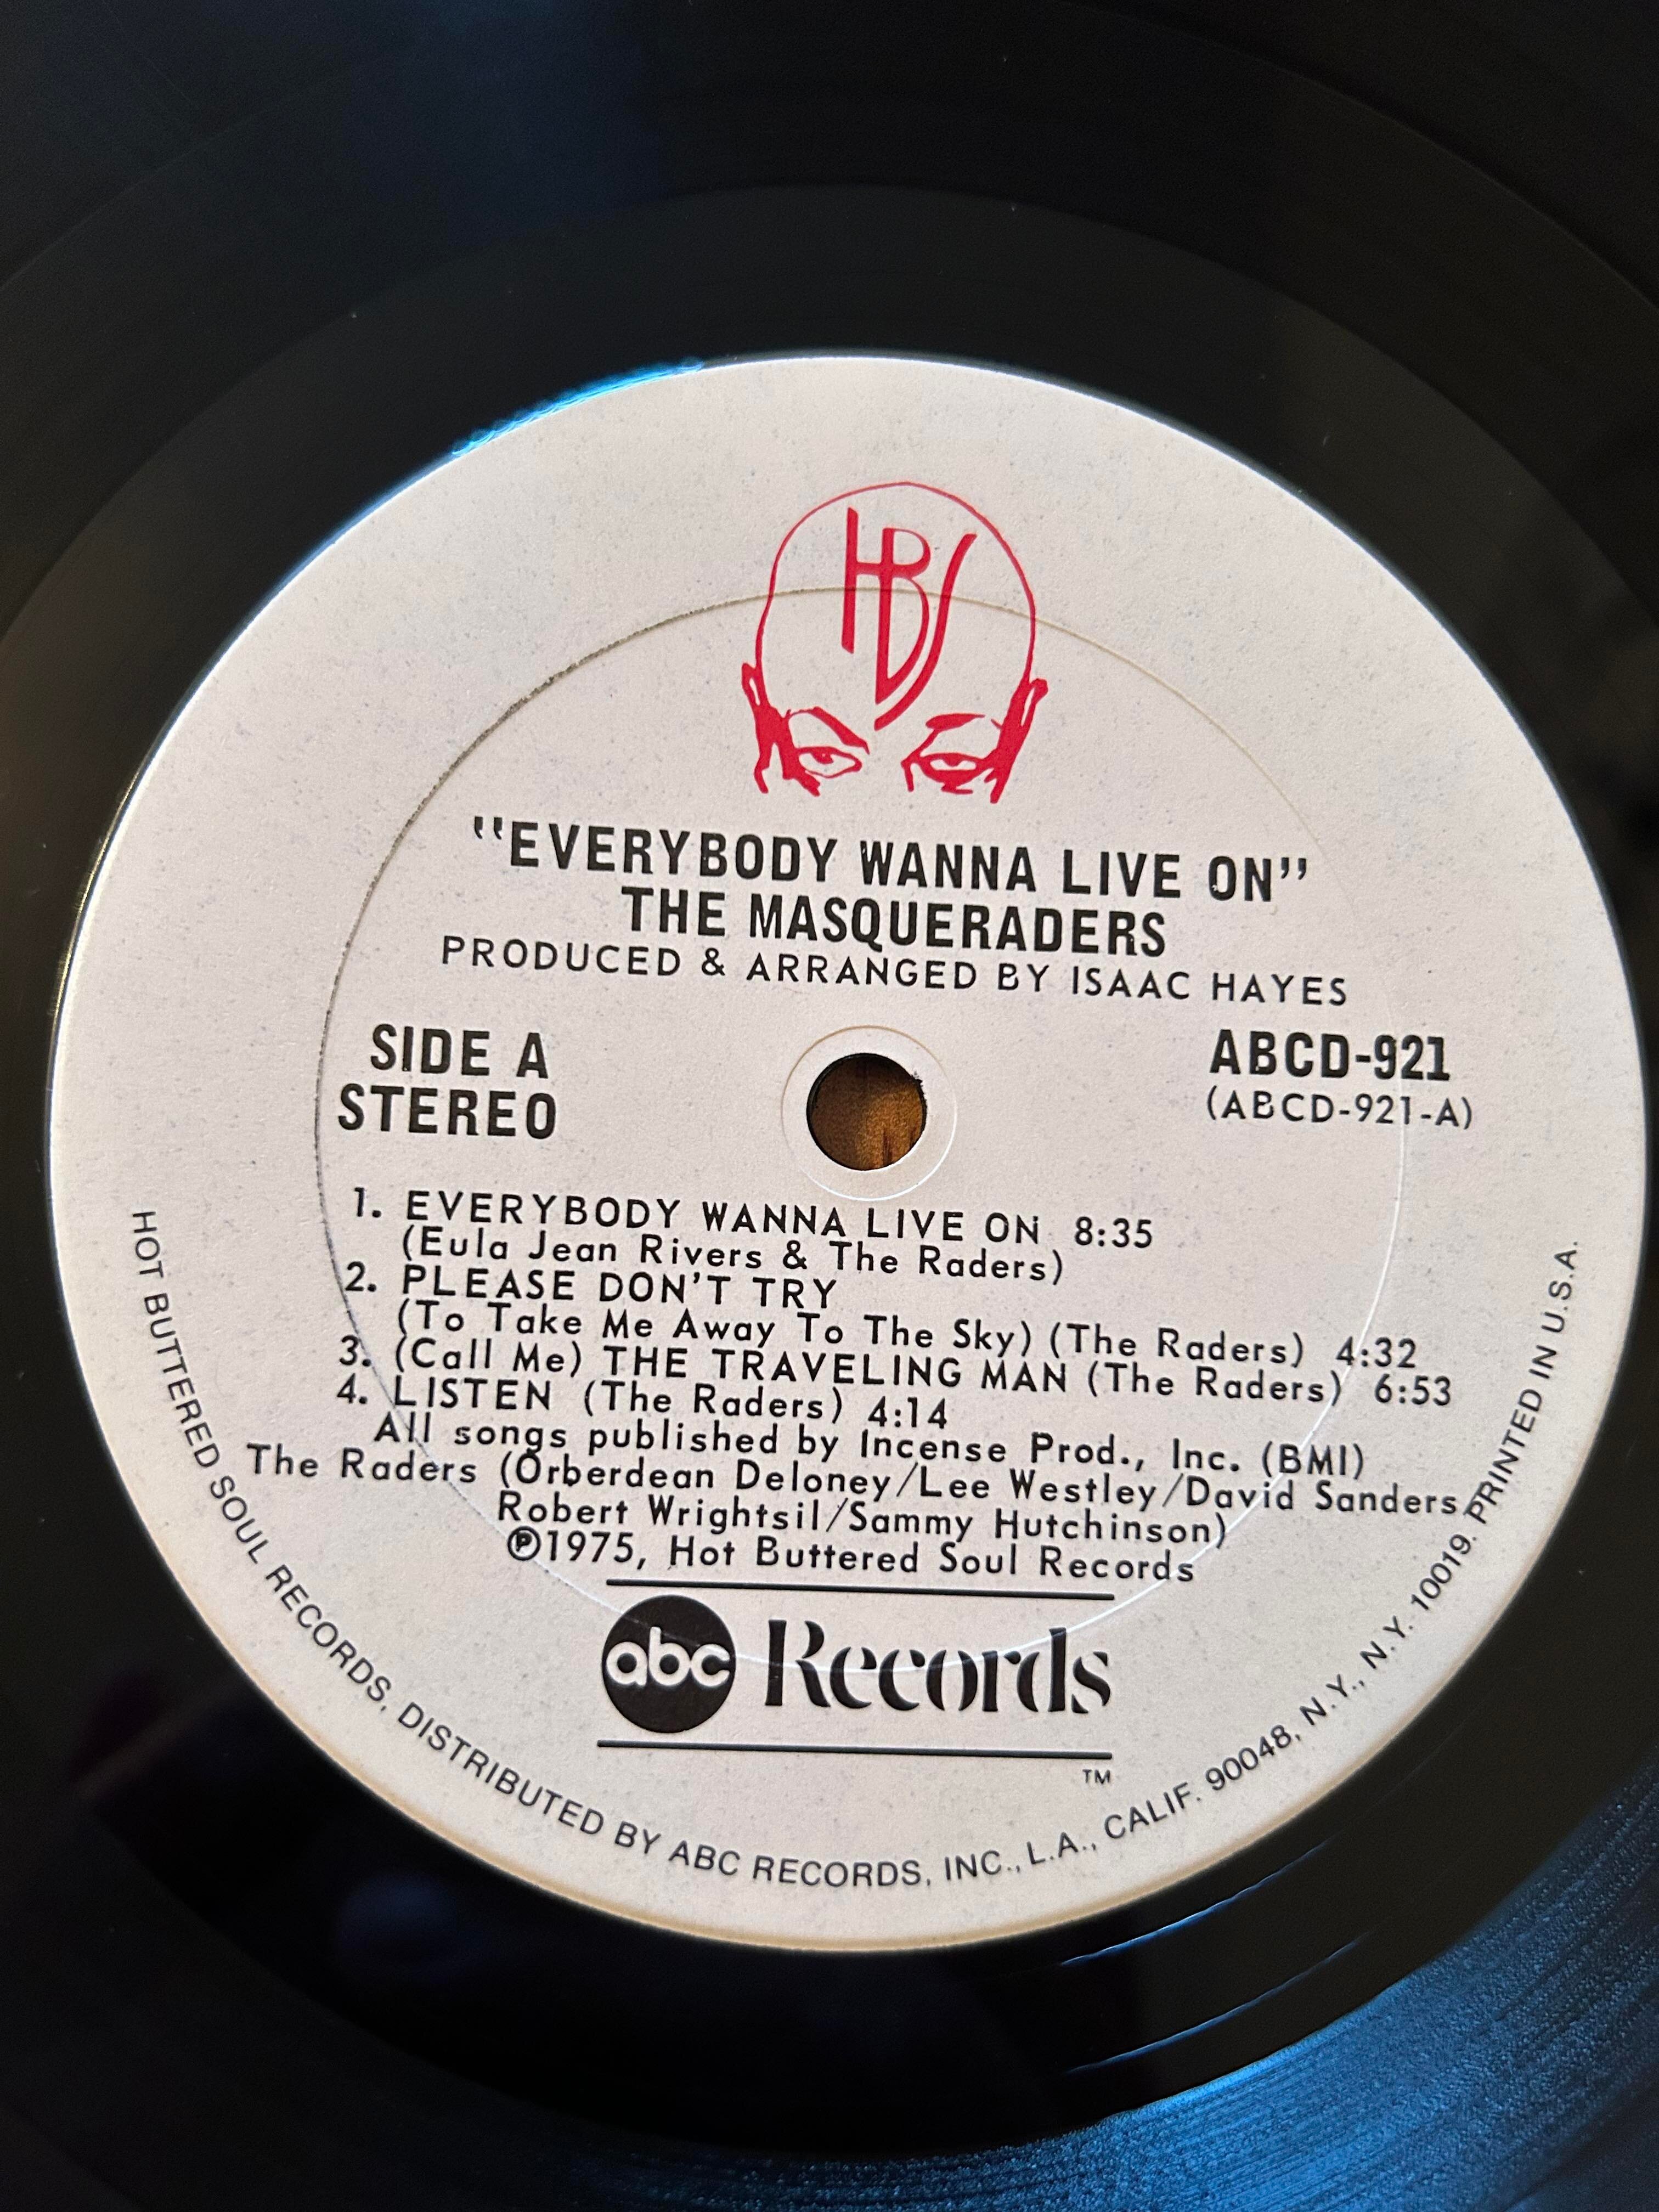 HBS
"EVERYBODY WANNA LIVE ON"
THE MASQUERADERS
PRODUCED & ARRANGED BY ISAAC HAYES
SIDE A
STEREO
ABCD-921
(ABCD-921-A)
1. EVERYBODY WANNA LIVE ON 8:35
(Eula Jean Rivers & The Raders)
2. PLEASE DON'T TRY
(To Take Me Away To The Sky) (The Raders) 4:32
3. (Call Me) THE TRAVELING MAN (The Raders) 6:53
4. LISTEN (The Raders) 4:14
All songs published by Incense Prod., Inc. (BMI)
The Raders (Orberdean Deloney/Lee Westley/David Sanders/
Robert Wrightsil/Sammy Hutchinson)
℗1975, Hot Buttered Soul Records
abc Records
TM
HOT BUTTERED SOUL RECORDS, DISTRIBUTED BY ABC RECORDS, INC., L.A., CALIF. 90048, N.Y., N.Y. 10019. PRINTED IN U.S.A.